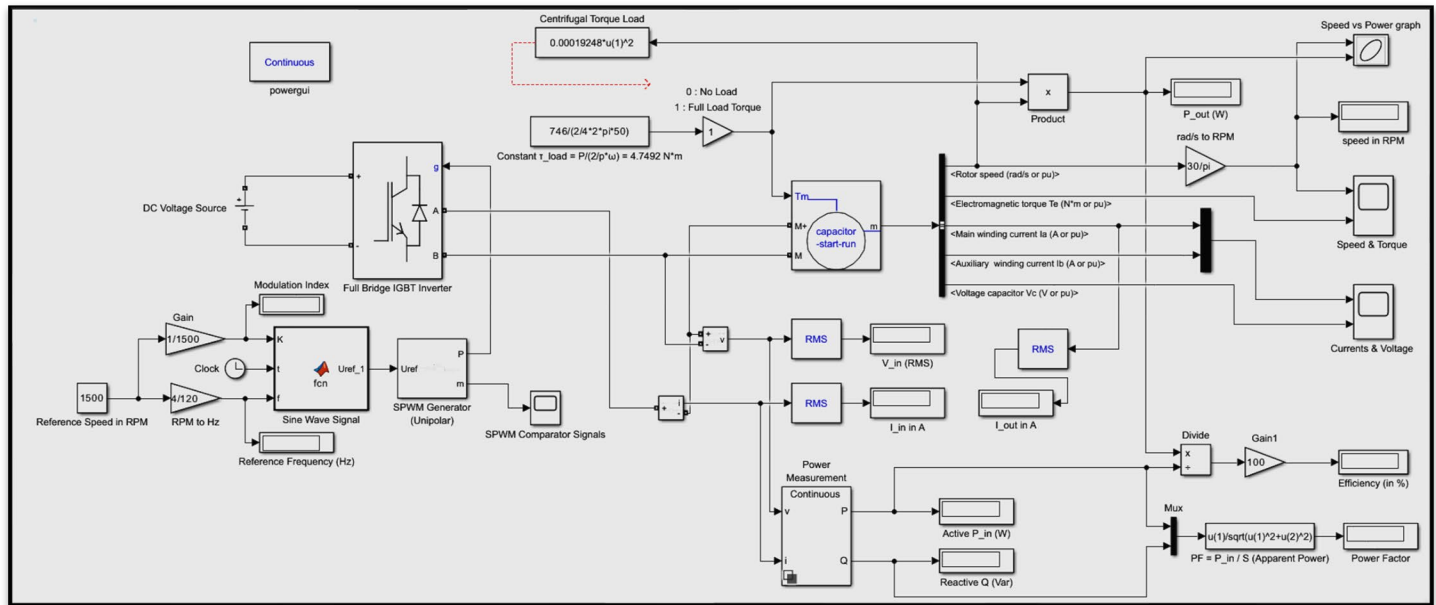 Centrifugal Torque Load
0.00019248*u(1)^2
Speed vs Power graph
Continuous
powergui
0 : No Load
1 : Full Load Torque
x
Product
P_out (W)
speed in RPM
746/(2/4*2*pi*50)
1
Constant τ_load = P/(2/p*ω) = 4.7492 N*m
rad/s to RPM
30/pi
<Rotor speed (rad/s or pu)>
DC Voltage Source
+
+
-
g
A
B
Full Bridge IGBT Inverter
Tm
M+
M
m
capacitor
-start-run
<Electromagnetic torque Te (N*m or pu)>
<Main winding current Ia (A or pu)>
<Auxiliary winding current Ib (A or pu)>
<Voltage capacitor Vc (V or pu)>
Speed & Torque
Currents & Voltage
Modulation Index
Gain
1/1500
Clock
K
t
f
fcn
Uref_1
Sine Wave Signal
Uref
P
m
SPWM Generator
(Unipolar)
SPWM Comparator Signals
1500
Reference Speed in RPM
4/120
RPM to Hz
Reference Frequency (Hz)
+
-
v
RMS
V_in (RMS)
+
i
-
RMS
I_in in A
RMS
I_out in A
Power
Measurement
Continuous
v
i
P
Q
Active P_in (W)
Reactive Q (Var)
Divide
x
÷
Gain1
100
Efficiency (in %)
Mux
u(1)/sqrt(u(1)^2+u(2)^2)
PF = P_in / S (Apparent Power)
Power Factor